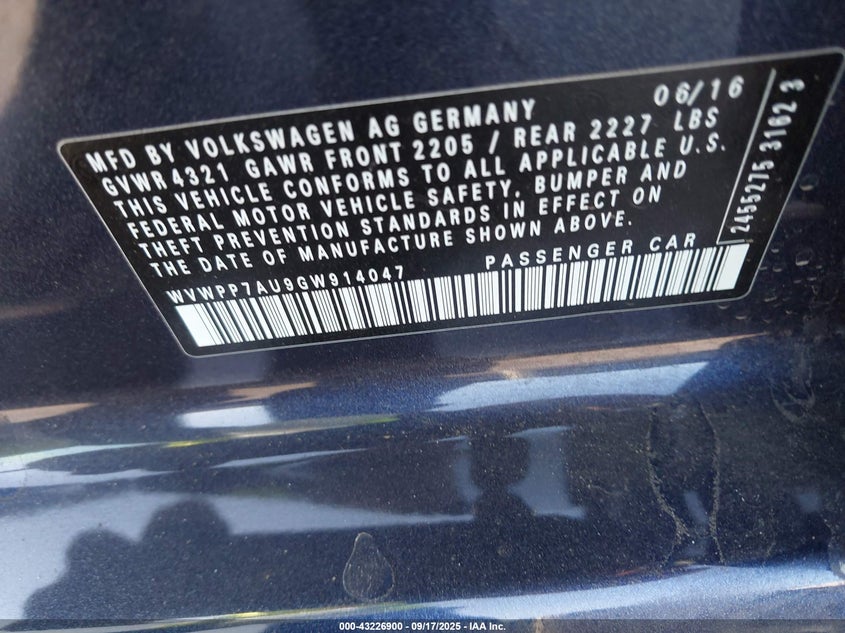 06/16
MFD BY VOLKSWAGEN AG GERMANY
GVWR 4321 GAWR FRONT 2205 / REAR 2227 LBS
THIS VEHICLE CONFORMS TO ALL APPLICABLE U.S.
FEDERAL MOTOR VEHICLE SAFETY, BUMPER AND
THEFT PREVENTION STANDARDS IN EFFECT ON
THE DATE OF MANUFACTURE SHOWN ABOVE.
WVWPP7AU9GW914047 PASSENGER CAR
2455275 3162 3
000-43226900 - 09/17/2025 - IAA Inc.